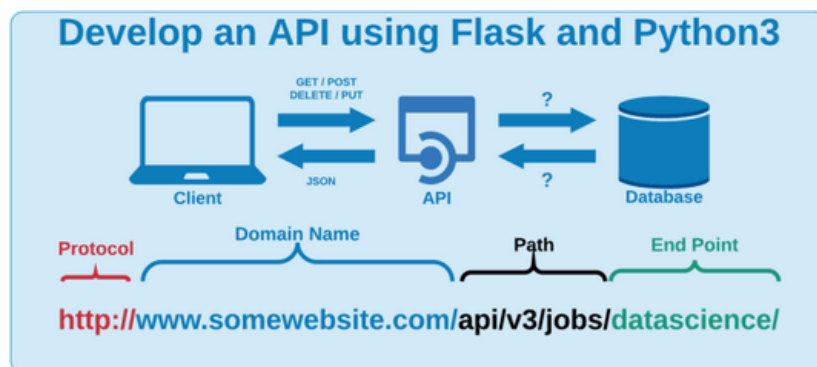 Develop an API using Flask and Python3
GET / POST
DELETE / PUT
?
JSON
?
Client
API
Database
Protocol
Domain Name
Path
End Point
http://www.somewebsite.com/api/v3/jobs/datascience/